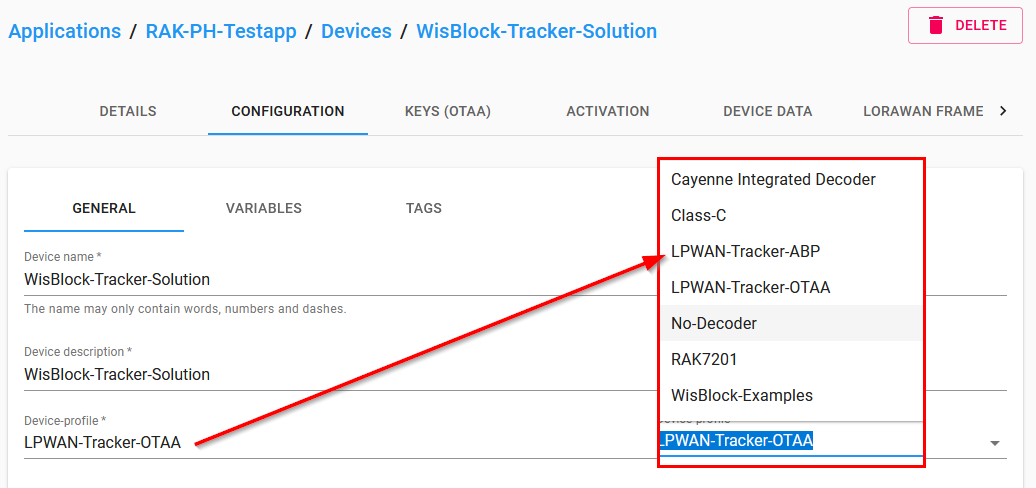 Applications / RAK-PH-Testapp / Devices / WisBlock-Tracker-Solution
DELETE
DETAILS CONFIGURATION KEYS (OTAA) ACTIVATION DEVICE DATA LORAWAN FRAME
GENERAL VARIABLES TAGS
Device name *
WisBlock-Tracker-Solution
The name may only contain words, numbers and dashes.
Device description *
WisBlock-Tracker-Solution
Device-profile *
LPWAN-Tracker-OTAA
Cayenne Integrated Decoder
Class-C
LPWAN-Tracker-ABP
LPWAN-Tracker-OTAA
No-Decoder
RAK7201
WisBlock-Examples
Device-profile *
LPWAN-Tracker-OTAA